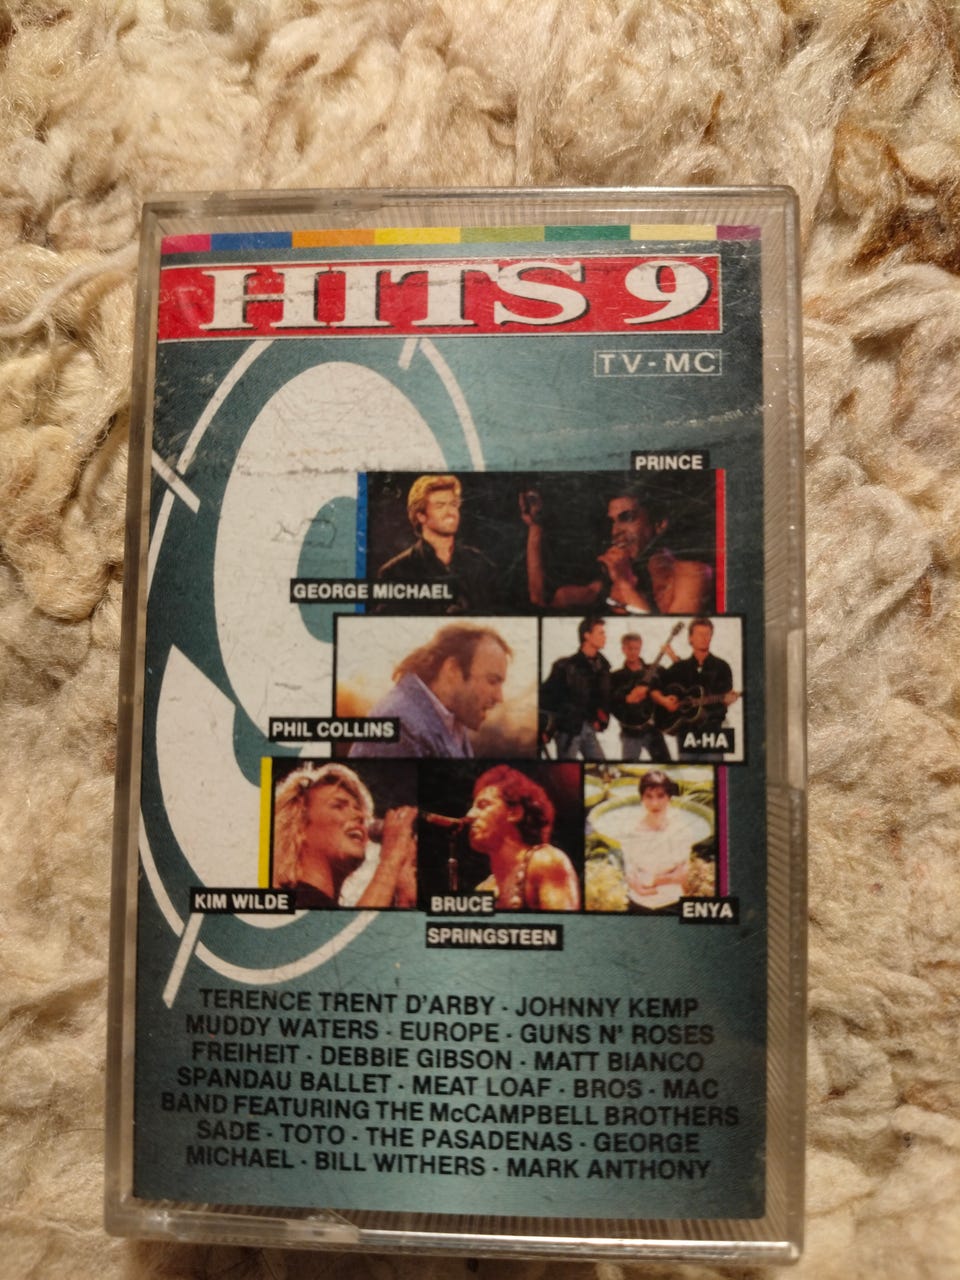 HITS 9
TV-MC
PRINCE
GEORGE MICHAEL
PHIL COLLINS
A-HA
KIM WILDE
BRUCE
SPRINGSTEEN
ENYA
TERENCE TRENT D'ARBY - JOHNNY KEMP
MUDDY WATERS - EUROPE - GUNS N' ROSES
FREIHEIT - DEBBIE GIBSON - MATT BIANCO
SPANDAU BALLET - MEAT LOAF - BROS - MAC
BAND FEATURING THE McCAMPBELL BROTHERS
SADE - TOTO - THE PASADENAS - GEORGE
MICHAEL - BILL WITHERS - MARK ANTHONY